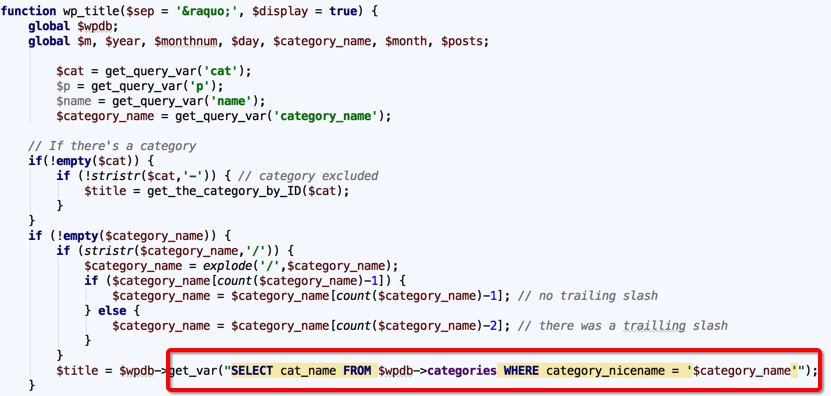 function wp_title($sep = '&raquo;', $display = true) {
    global $wpdb;
    global $m, $year, $monthnum, $day, $category_name, $month, $posts;
        $cat = get_query_var('cat');
        $p = get_query_var('p');
        $name = get_query_var('name');
        $category_name = get_query_var('category_name');
    // If there's a category
    if(!empty($cat)) {
        if (!stristr($cat,'-')) { // category excluded
            $title = get_the_category_by_ID($cat);
        }
    }
    if (!empty($category_name)) {
        if (stristr($category_name,'/')) {
            $category_name = explode('/',$category_name);
            if ($category_name[count($category_name)-1]) {
                $category_name = $category_name[count($category_name)-1]; // no trailing slash
            } else {
                $category_name = $category_name[count($category_name)-2]; // there was a trailling slash
            }
        }
        $title = $wpdb->get_var("SELECT cat_name FROM $wpdb->categories WHERE category_nicename = '$category_name'");
    }